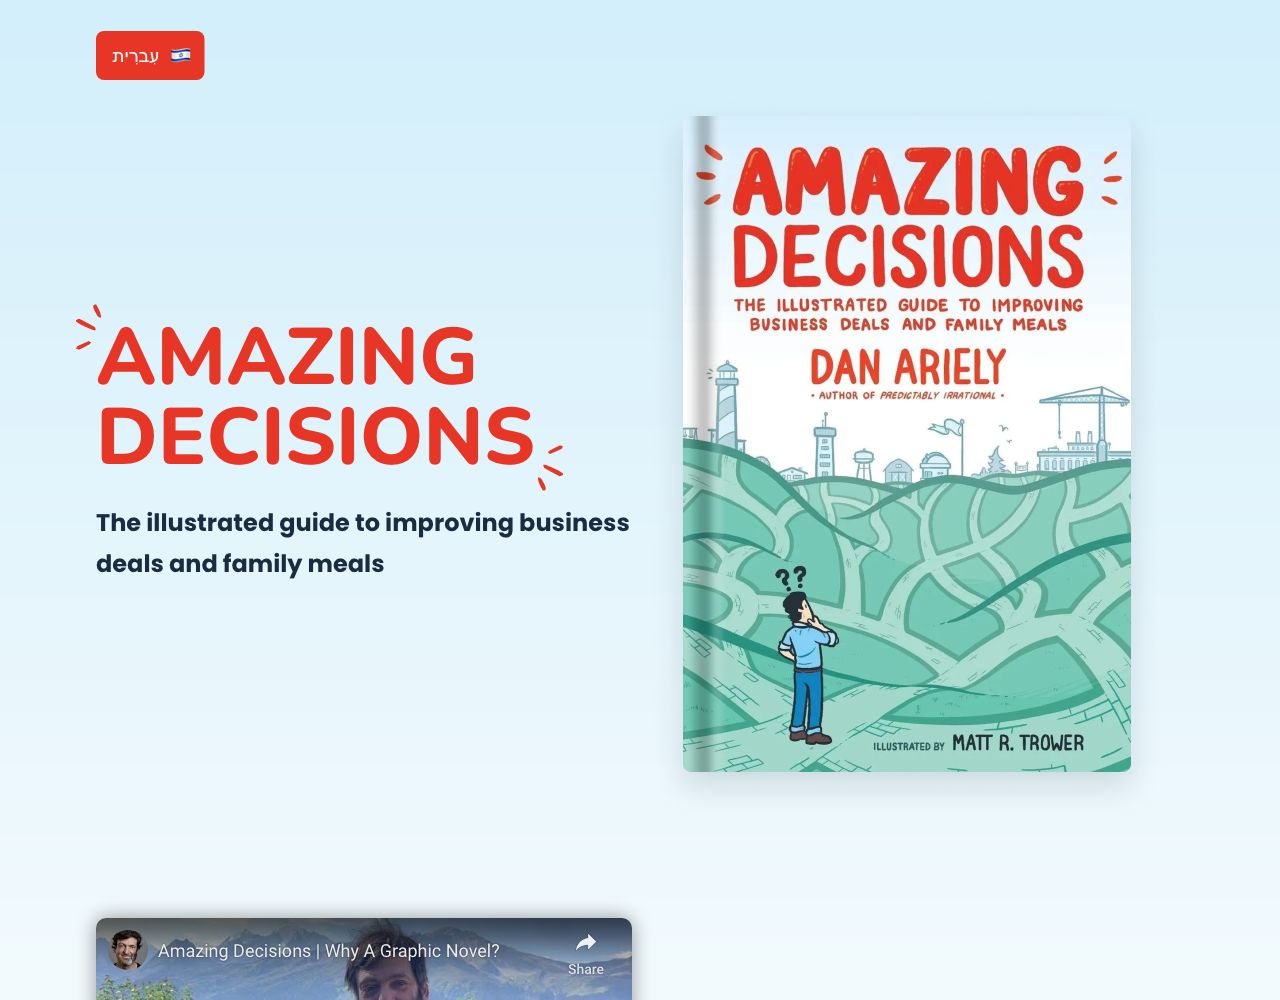 עִברִית
AMAZING
DECISIONS
The illustrated guide to improving business
deals and family meals
AMAZING
DECISIONS
THE ILLUSTRATED GUIDE TO IMPROVING
BUSINESS DEALS AND FAMILY MEALS
DAN ARIELY
• AUTHOR OF PREDICTABLY IRRATIONAL •
??
ILLUSTRATED BY MATT R. TROWER
Amazing Decisions | Why A Graphic Novel?
Share